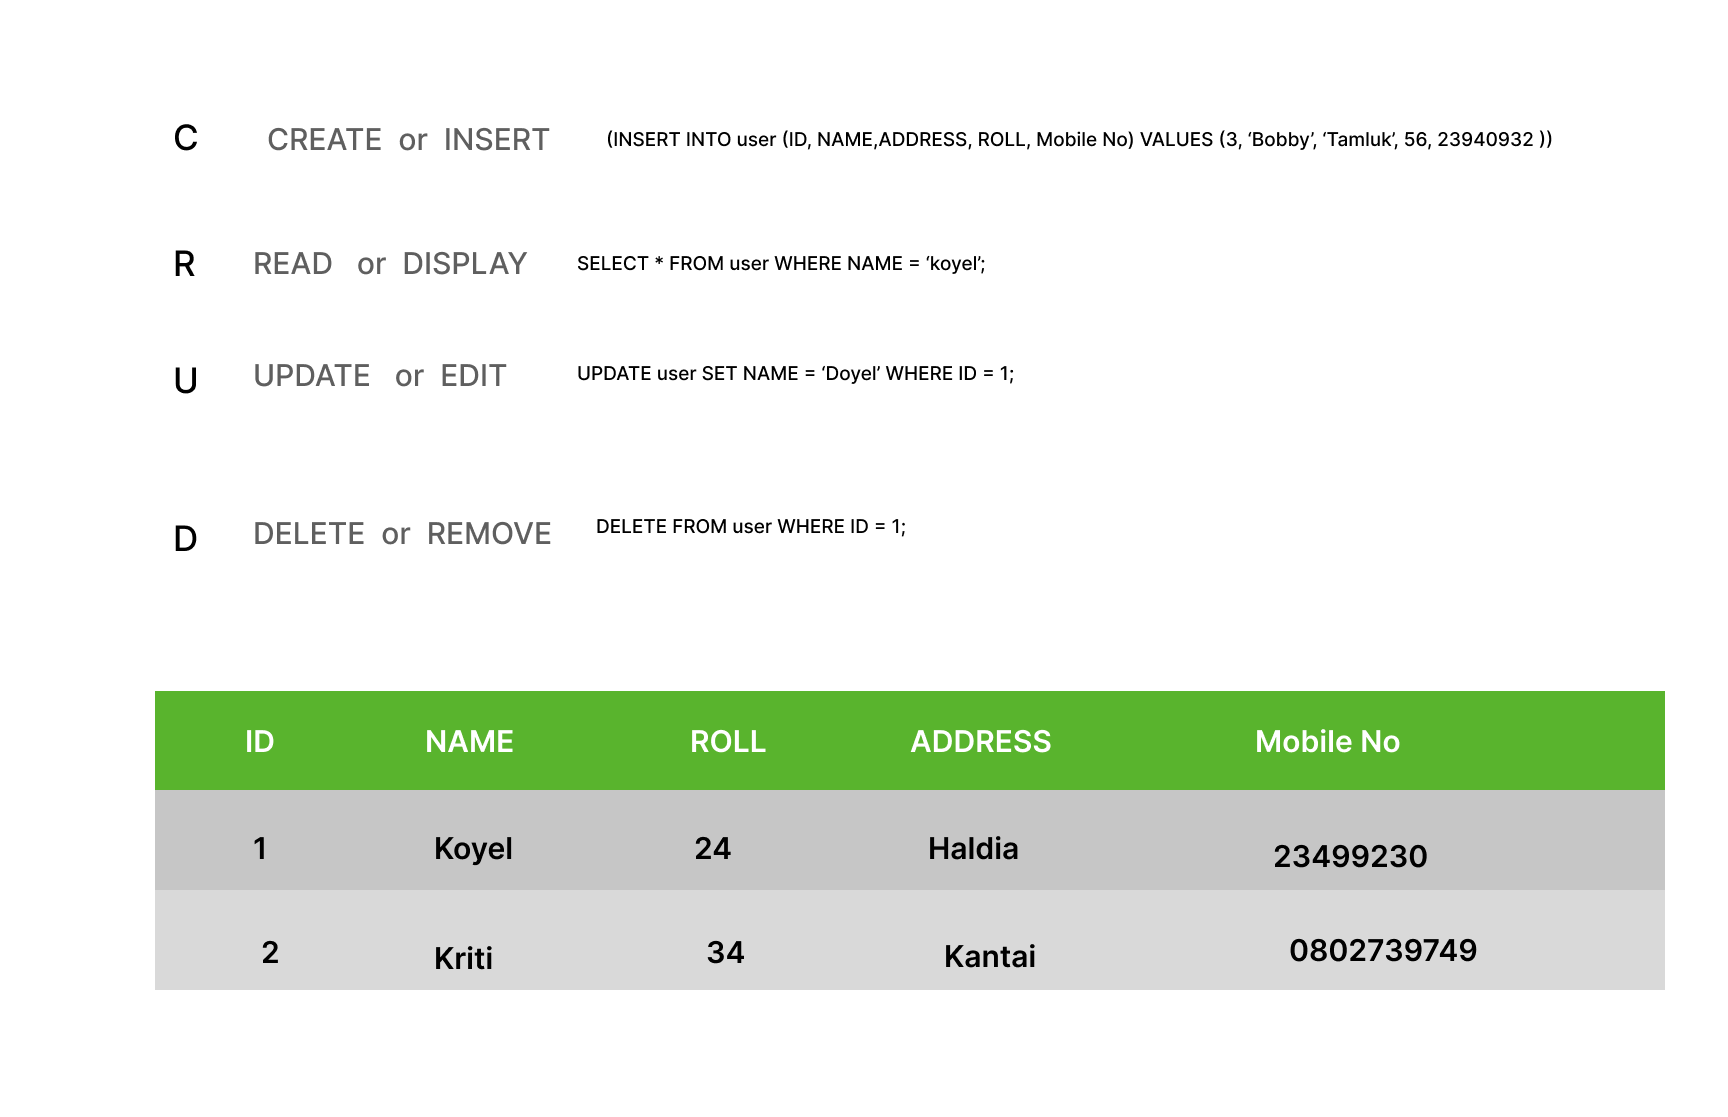 C CREATE or INSERT (INSERT INTO user (ID, NAME,ADDRESS, ROLL, Mobile No) VALUES (3, ‘Bobby’, ‘Tamluk’, 56, 23940932 ))
R READ or DISPLAY SELECT * FROM user WHERE NAME = ‘koyel’;
U UPDATE or EDIT UPDATE user SET NAME = ‘Doyel’ WHERE ID = 1;
D DELETE or REMOVE DELETE FROM user WHERE ID = 1;
ID NAME ROLL ADDRESS Mobile No
1 Koyel 24 Haldia 23499230
2 Kriti 34 Kantai 0802739749